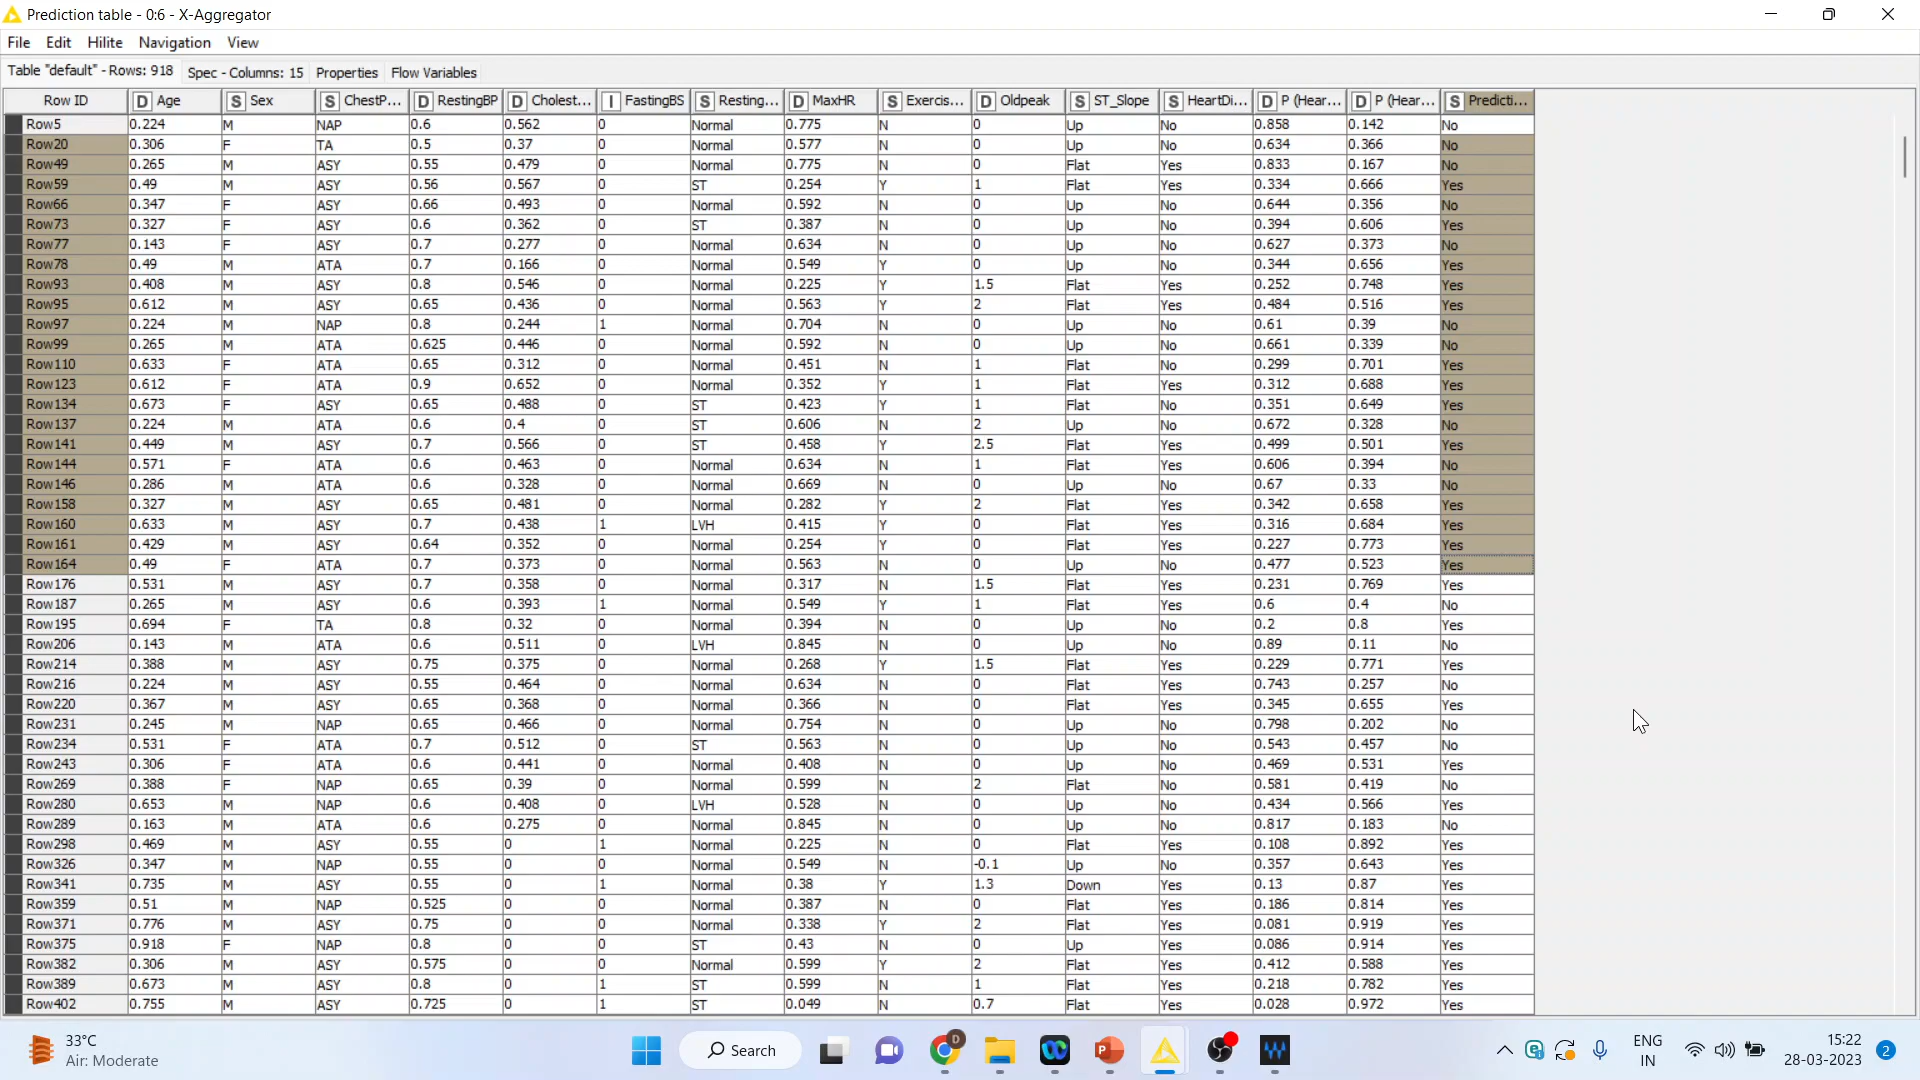 Prediction table - 0:6 - X-Aggregator
File Edit Hilite Navigation View
Table "default" - Rows: 918 Spec - Columns: 15 Properties Flow Variables
Row ID D Age S Sex S ChestP... D RestingBP D Cholest... I FastingBS S Resting... D MaxHR S Exercis... D Oldpeak S ST_Slope S HeartDi... D P (Hear... D P (Hear... S Predicti...
Row5 0.224 M NAP 0.6 0.562 0 Normal 0.775 N 0 Up No 0.858 0.142 No
Row20 0.306 F TA 0.5 0.37 0 Normal 0.577 N 0 Up No 0.634 0.366 No
Row49 0.265 M ASY 0.55 0.479 0 Normal 0.775 N 0 Flat Yes 0.833 0.167 No
Row59 0.49 M ASY 0.56 0.567 0 ST 0.254 Y 1 Flat Yes 0.334 0.666 Yes
Row66 0.347 F ASY 0.66 0.493 0 Normal 0.592 N 0 Up No 0.644 0.356 No
Row73 0.327 F ASY 0.6 0.362 0 ST 0.387 N 0 Up No 0.394 0.606 Yes
Row77 0.143 F ASY 0.7 0.277 0 Normal 0.634 N 0 Up No 0.627 0.373 No
Row78 0.49 M ATA 0.7 0.166 0 Normal 0.549 Y 0 Up No 0.344 0.656 Yes
Row93 0.408 M ASY 0.8 0.546 0 Normal 0.225 Y 1.5 Flat Yes 0.252 0.748 Yes
Row95 0.612 M ASY 0.65 0.436 0 Normal 0.563 Y 2 Flat Yes 0.484 0.516 Yes
Row97 0.224 M NAP 0.8 0.244 1 Normal 0.704 N 0 Up No 0.61 0.39 No
Row99 0.265 M ATA 0.625 0.446 0 Normal 0.592 N 0 Up No 0.661 0.339 No
Row110 0.633 F ATA 0.65 0.312 0 Normal 0.451 N 1 Flat No 0.299 0.701 Yes
Row123 0.612 F ATA 0.9 0.652 0 Normal 0.352 Y 1 Flat Yes 0.312 0.688 Yes
Row134 0.673 F ASY 0.65 0.488 0 ST 0.423 Y 1 Flat No 0.351 0.649 Yes
Row137 0.224 M ATA 0.6 0.4 0 ST 0.606 N 2 Up No 0.672 0.328 No
Row141 0.449 M ASY 0.7 0.566 0 ST 0.458 Y 2.5 Flat Yes 0.499 0.501 Yes
Row144 0.571 F ATA 0.6 0.463 0 Normal 0.634 N 1 Flat Yes 0.606 0.394 No
Row146 0.286 M ATA 0.6 0.328 0 Normal 0.669 N 0 Up No 0.67 0.33 No
Row158 0.327 M ASY 0.65 0.481 0 Normal 0.282 Y 2 Flat Yes 0.342 0.658 Yes
Row160 0.633 M ASY 0.7 0.438 1 LVH 0.415 Y 0 Flat Yes 0.316 0.684 Yes
Row161 0.429 M ASY 0.64 0.352 0 Normal 0.254 Y 0 Flat Yes 0.227 0.773 Yes
Row164 0.49 F ATA 0.7 0.373 0 Normal 0.563 N 0 Up No 0.477 0.523 Yes
Row176 0.531 M ASY 0.7 0.358 0 Normal 0.317 N 1.5 Flat Yes 0.231 0.769 Yes
Row187 0.265 M ASY 0.6 0.393 1 Normal 0.549 Y 1 Flat Yes 0.6 0.4 No
Row195 0.694 F TA 0.8 0.32 0 Normal 0.394 N 0 Up No 0.2 0.8 Yes
Row206 0.143 M ATA 0.6 0.511 0 LVH 0.845 N 0 Up No 0.89 0.11 No
Row214 0.388 M ASY 0.75 0.375 0 Normal 0.268 Y 1.5 Flat Yes 0.229 0.771 Yes
Row216 0.224 M ASY 0.55 0.464 0 Normal 0.634 N 0 Flat Yes 0.743 0.257 No
Row220 0.367 M ASY 0.65 0.368 0 Normal 0.366 N 0 Flat Yes 0.345 0.655 Yes
Row231 0.245 M NAP 0.65 0.466 0 Normal 0.754 N 0 Up No 0.798 0.202 No
Row234 0.531 F ATA 0.7 0.512 0 ST 0.563 N 0 Up No 0.543 0.457 No
Row243 0.306 F ATA 0.6 0.441 0 Normal 0.408 N 0 Up No 0.469 0.531 Yes
Row269 0.388 F NAP 0.65 0.39 0 Normal 0.599 N 2 Flat No 0.581 0.419 No
Row280 0.653 M NAP 0.6 0.408 0 LVH 0.528 N 0 Up No 0.434 0.566 Yes
Row289 0.163 M ATA 0.6 0.275 0 Normal 0.845 N 0 Up No 0.817 0.183 No
Row298 0.469 M ASY 0.55 0 1 Normal 0.225 N 0 Flat Yes 0.108 0.892 Yes
Row326 0.347 M NAP 0.55 0 0 Normal 0.549 N -0.1 Up No 0.357 0.643 Yes
Row341 0.735 M ASY 0.55 0 1 Normal 0.38 Y 1.3 Down Yes 0.13 0.87 Yes
Row359 0.51 M NAP 0.525 0 0 Normal 0.387 N 0 Flat Yes 0.186 0.814 Yes
Row371 0.776 M ASY 0.75 0 0 Normal 0.338 Y 2 Flat Yes 0.081 0.919 Yes
Row375 0.918 F NAP 0.8 0 0 ST 0.43 N 0 Up Yes 0.086 0.914 Yes
Row382 0.306 M ASY 0.575 0 0 Normal 0.599 Y 2 Flat Yes 0.412 0.588 Yes
Row389 0.673 M ASY 0.8 0 1 ST 0.599 N 1 Flat Yes 0.218 0.782 Yes
Row402 0.755 M ASY 0.725 0 1 ST 0.049 N 0.7 Flat Yes 0.028 0.972 Yes
33°C
Air: Moderate
Search
D
P
ENG
IN
15:22
28-03-2023
2